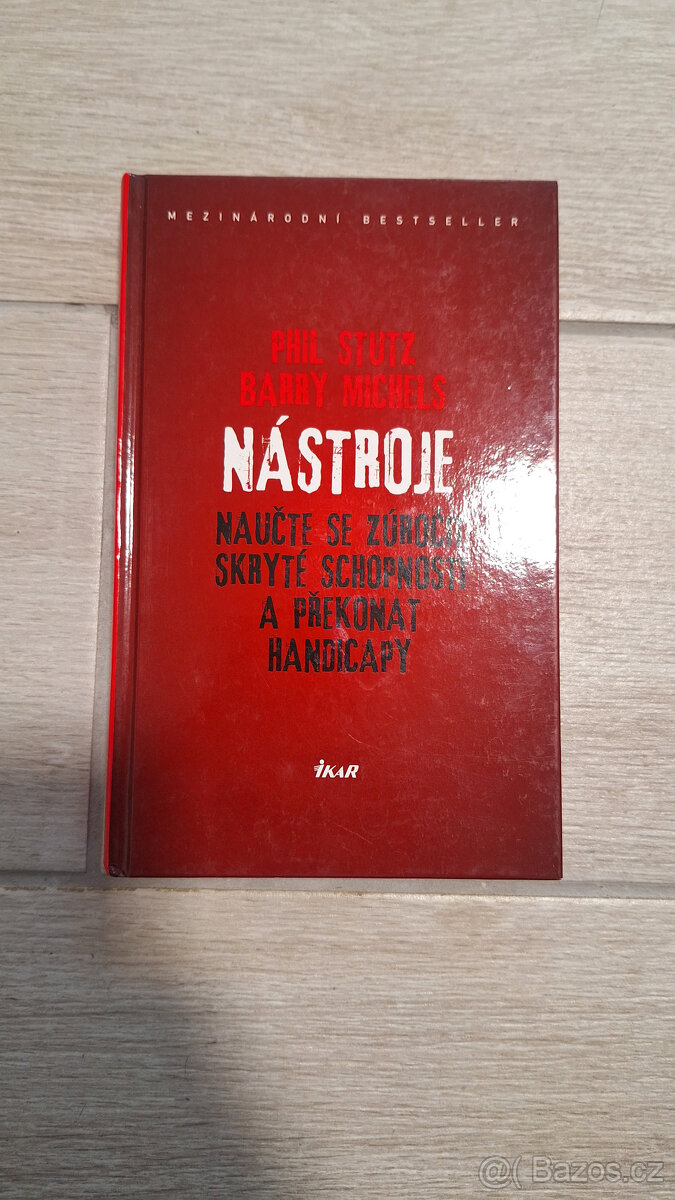 MEZINÁRODNÍ BESTSELLER
PHIL STUTZ
BARRY MICHELS
NÁSTROJE
NAUČTE SE ZÚROČIT
SKRYTÉ SCHOPNOSTI
A PŘEKONAT
HANDICAPY
IKAR
@( Bazos.cz